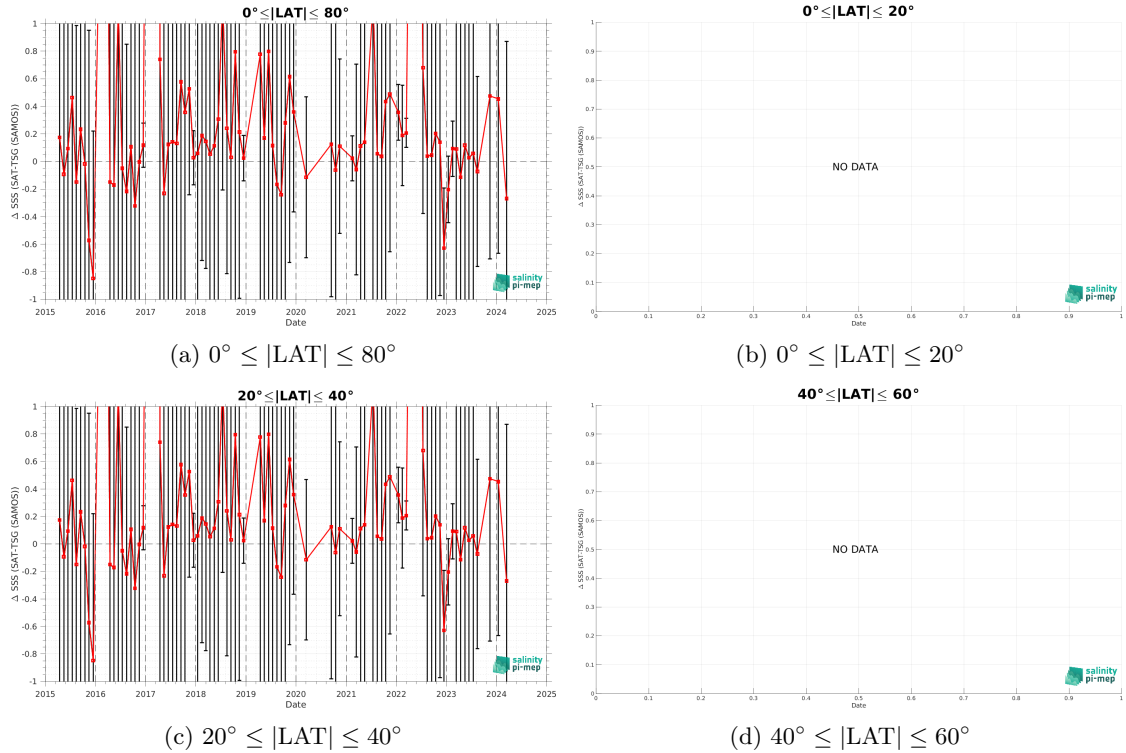 0°≤|LAT|≤ 80°
Δ SSS (SAT-TSG (SAMOS))
1
0.8
0.6
0.4
0.2
0
-0.2
-0.4
-0.6
-0.8
-1
2015 2016 2017 2018 2019 2020 2021 2022 2023 2024 2025
Date
salinity
pi-mep
(a) 0° ≤ |LAT| ≤ 80°
0°≤|LAT|≤ 20°
Δ SSS (SAT-TSG (SAMOS))
1
0.9
0.8
0.7
0.6
0.5
0.4
0.3
0.2
0.1
0
NO DATA
0 0.1 0.2 0.3 0.4 0.5 0.6 0.7 0.8 0.9 1
Date
salinity
pi-mep
(b) 0° ≤ |LAT| ≤ 20°
20°≤|LAT|≤ 40°
Δ SSS (SAT-TSG (SAMOS))
1
0.8
0.6
0.4
0.2
0
-0.2
-0.4
-0.6
-0.8
-1
2015 2016 2017 2018 2019 2020 2021 2022 2023 2024 2025
Date
salinity
pi-mep
(c) 20° ≤ |LAT| ≤ 40°
40°≤|LAT|≤ 60°
Δ SSS (SAT-TSG (SAMOS))
1
0.9
0.8
0.7
0.6
0.5
0.4
0.3
0.2
0.1
0
NO DATA
0 0.1 0.2 0.3 0.4 0.5 0.6 0.7 0.8 0.9 1
Date
salinity
pi-mep
(d) 40° ≤ |LAT| ≤ 60°